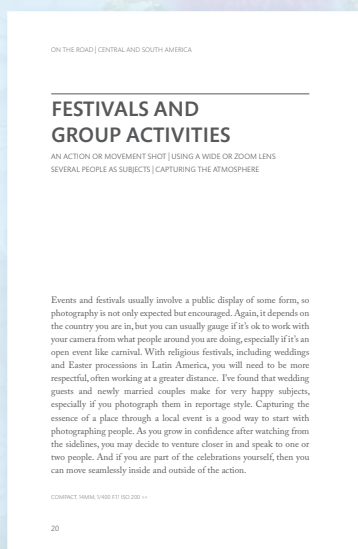 ON THE ROAD | CENTRAL AND SOUTH AMERICA
FESTIVALS AND
GROUP ACTIVITIES
AN ACTION OR MOVEMENT SHOT | USING A WIDE OR ZOOM LENS
SEVERAL PEOPLE AS SUBJECTS | CAPTURING THE ATMOSPHERE
Events and festivals usually involve a public display of some form, so
photography is not only expected but encouraged. Again, it depends on
the country you are in, but you can usually gauge if it's ok to work with
your camera from what people around you are doing, especially if it's an
open event like carnival. With religious festivals, including weddings
and Easter processions in Latin America, you will need to be more
respectful, often working at a greater distance. I've found that wedding
guests and newly married couples make for very happy subjects,
especially if you photograph them in reportage style. Capturing the
essence of a place through a local event is a good way to start with
photographing people. As you grow in confidence after watching from
the sidelines, you may decide to venture closer in and speak to one or
two people. And if you are part of the celebrations yourself, then you
can move seamlessly inside and outside of the action.
COMPACT, 14MM, 1/400 F11 ISO 200 >>
20